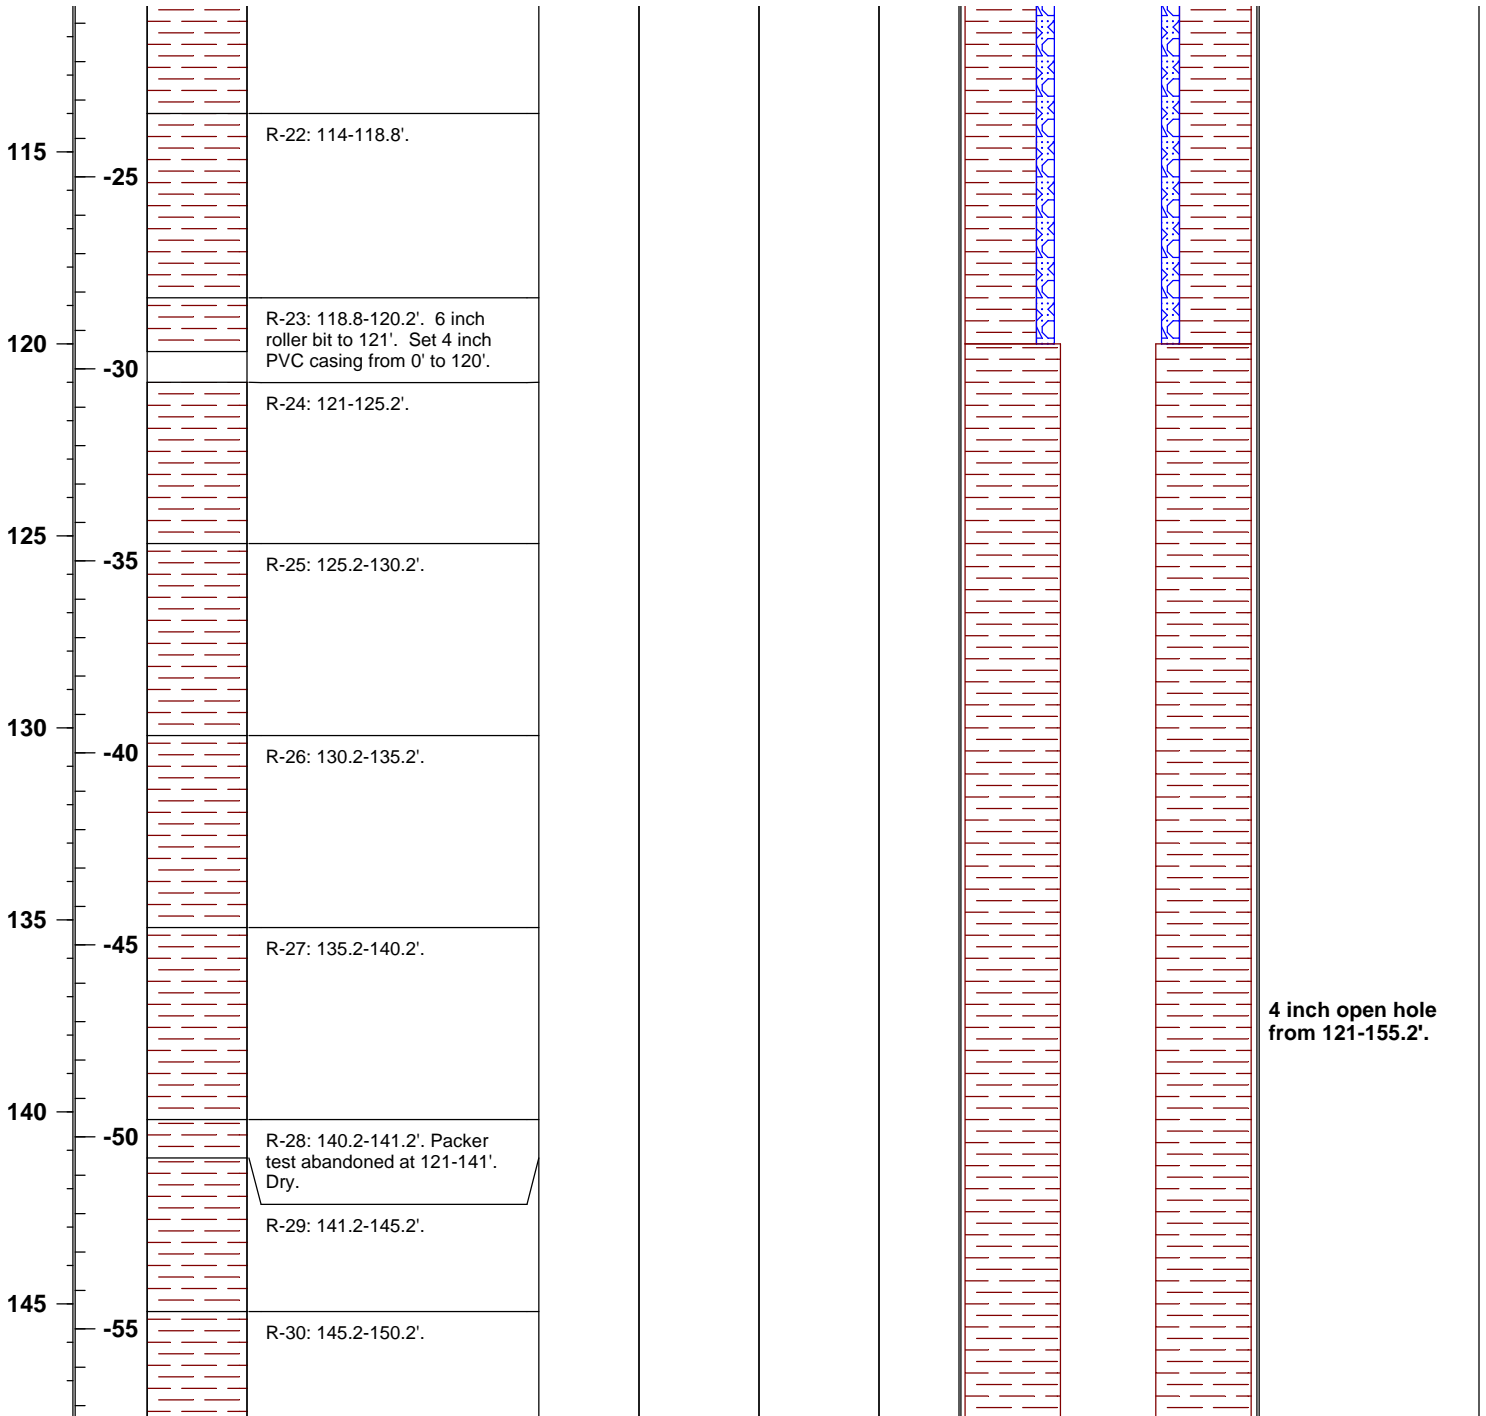 R-22: 114-118.8'.
115
-25
R-23: 118.8-120.2'.  6 inch
roller bit to 121'.  Set 4 inch
PVC casing from 0' to 120'.
120
-30
R-24: 121-125.2'.
125
-35
R-25: 125.2-130.2'.
130
-40
R-26: 130.2-135.2'.
135
-45
R-27: 135.2-140.2'.
4 inch open hole
from 121-155.2'.
140
-50
R-28: 140.2-141.2'. Packer
test abandoned at 121-141'.
Dry.
R-29: 141.2-145.2'.
145
-55
R-30: 145.2-150.2'.